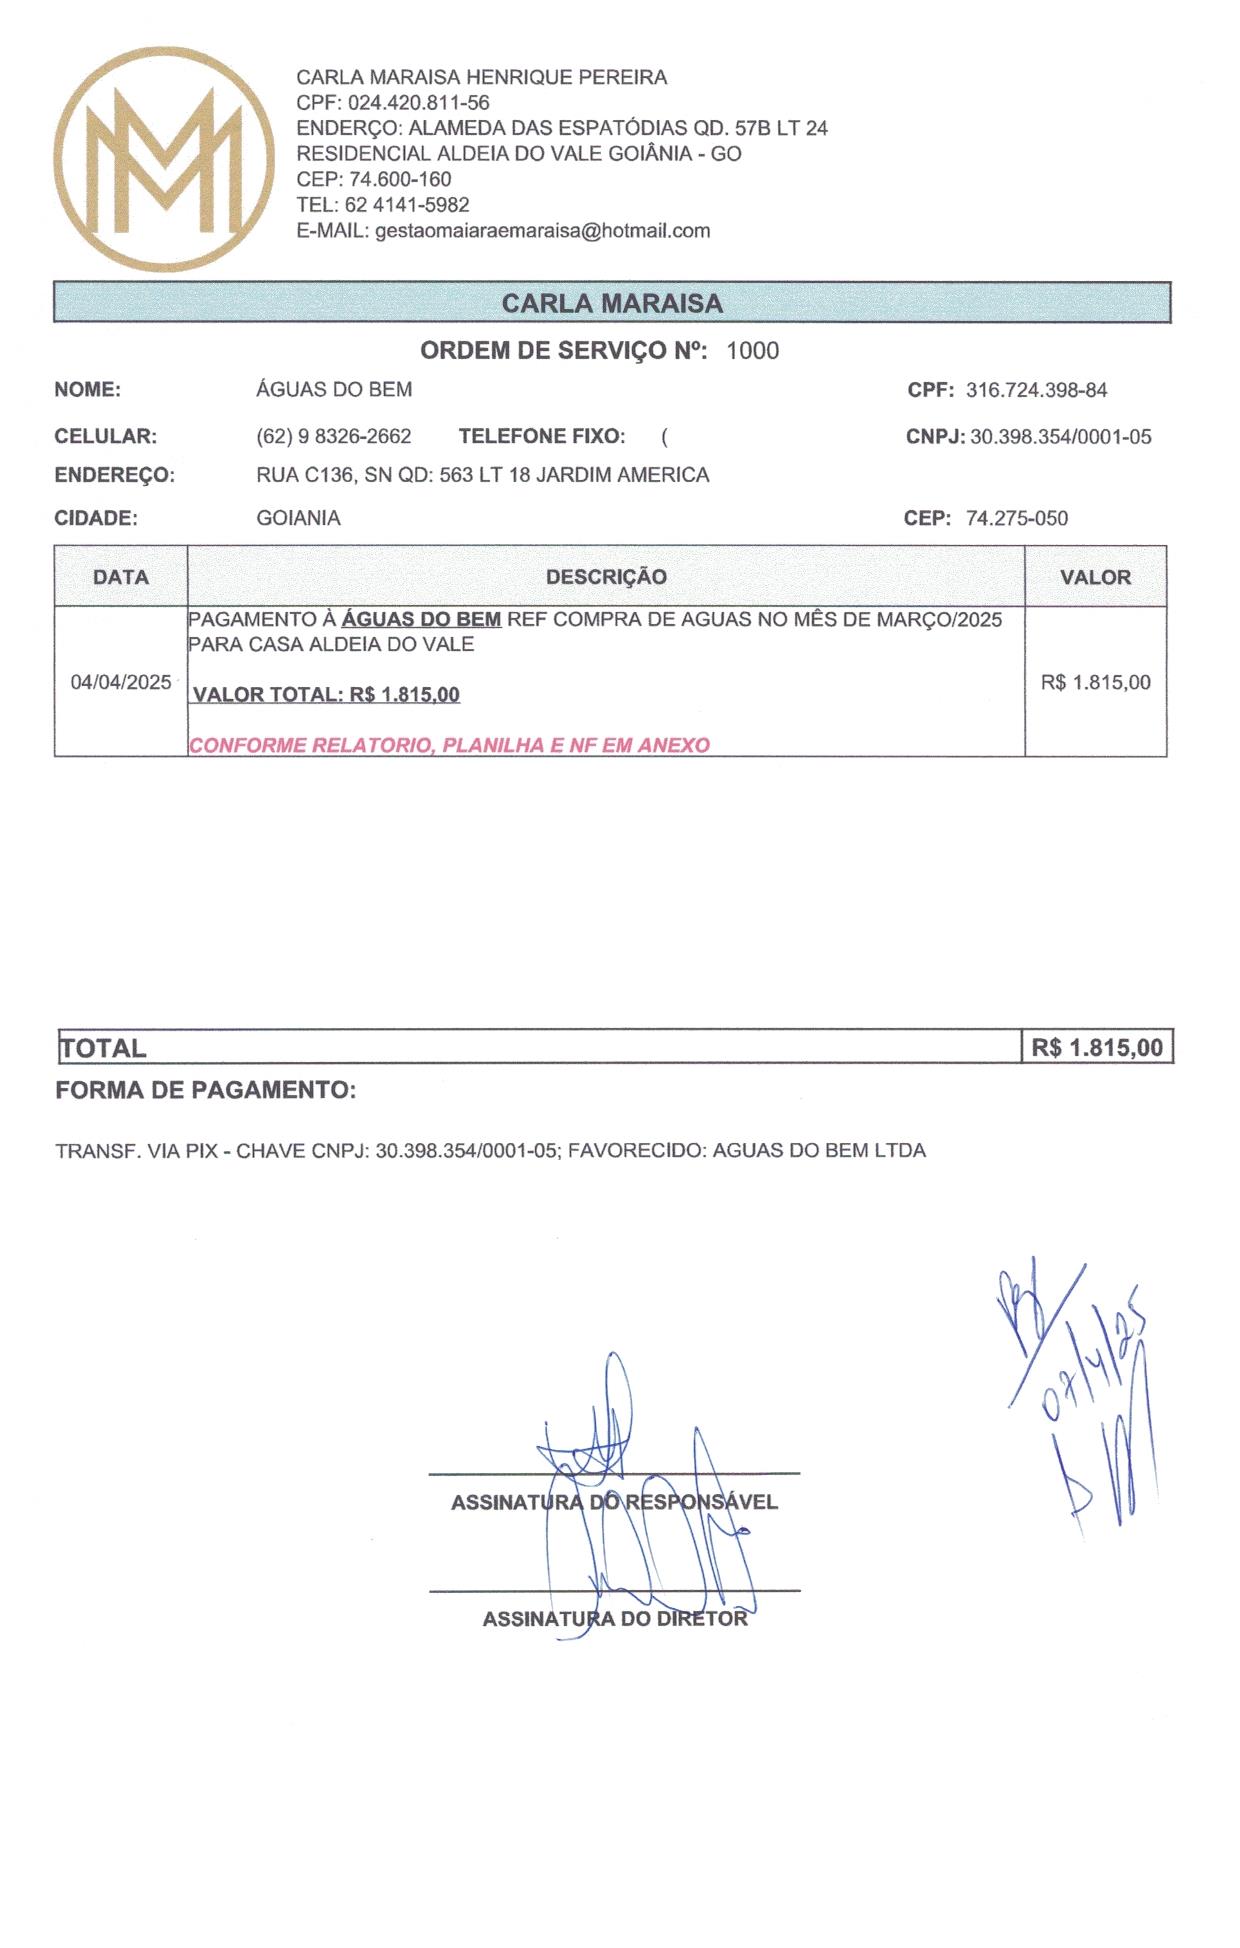 CARLA MARAISA HENRIQUE PEREIRA
CPF: 024.420.811-56
ENDERÇO: ALAMEDA DAS ESPATÓDIAS QD. 57B LT 24
RESIDENCIAL ALDEIA DO VALE GOIÂNIA - GO
CEP: 74.600-160
TEL: 62 4141-5982
E-MAIL: gestaomaiaraemaraisa@hotmail.com
CARLA MARAISA
ORDEM DE SERVIÇO Nº: 1000
NOME: ÁGUAS DO BEM CPF: 316.724.398-84
CELULAR: (62) 9 8326-2662 TELEFONE FIXO: ( CNPJ: 30.398.354/0001-05
ENDEREÇO: RUA C136, SN QD: 563 LT 18 JARDIM AMERICA
CIDADE: GOIANIA CEP: 74.275-050
DATA DESCRIÇÃO VALOR
PAGAMENTO À ÁGUAS DO BEM REF COMPRA DE AGUAS NO MÊS DE MARÇO/2025
PARA CASA ALDEIA DO VALE
04/04/2025 VALOR TOTAL: R$ 1.815,00 R$ 1.815,00
CONFORME RELATORIO, PLANILHA E NF EM ANEXO
TOTAL R$ 1.815,00
FORMA DE PAGAMENTO:
TRANSF. VIA PIX - CHAVE CNPJ: 30.398.354/0001-05; FAVORECIDO: AGUAS DO BEM LTDA
07/4/25
ASSINATURA DO RESPONSÁVEL
ASSINATURA DO DIRETOR